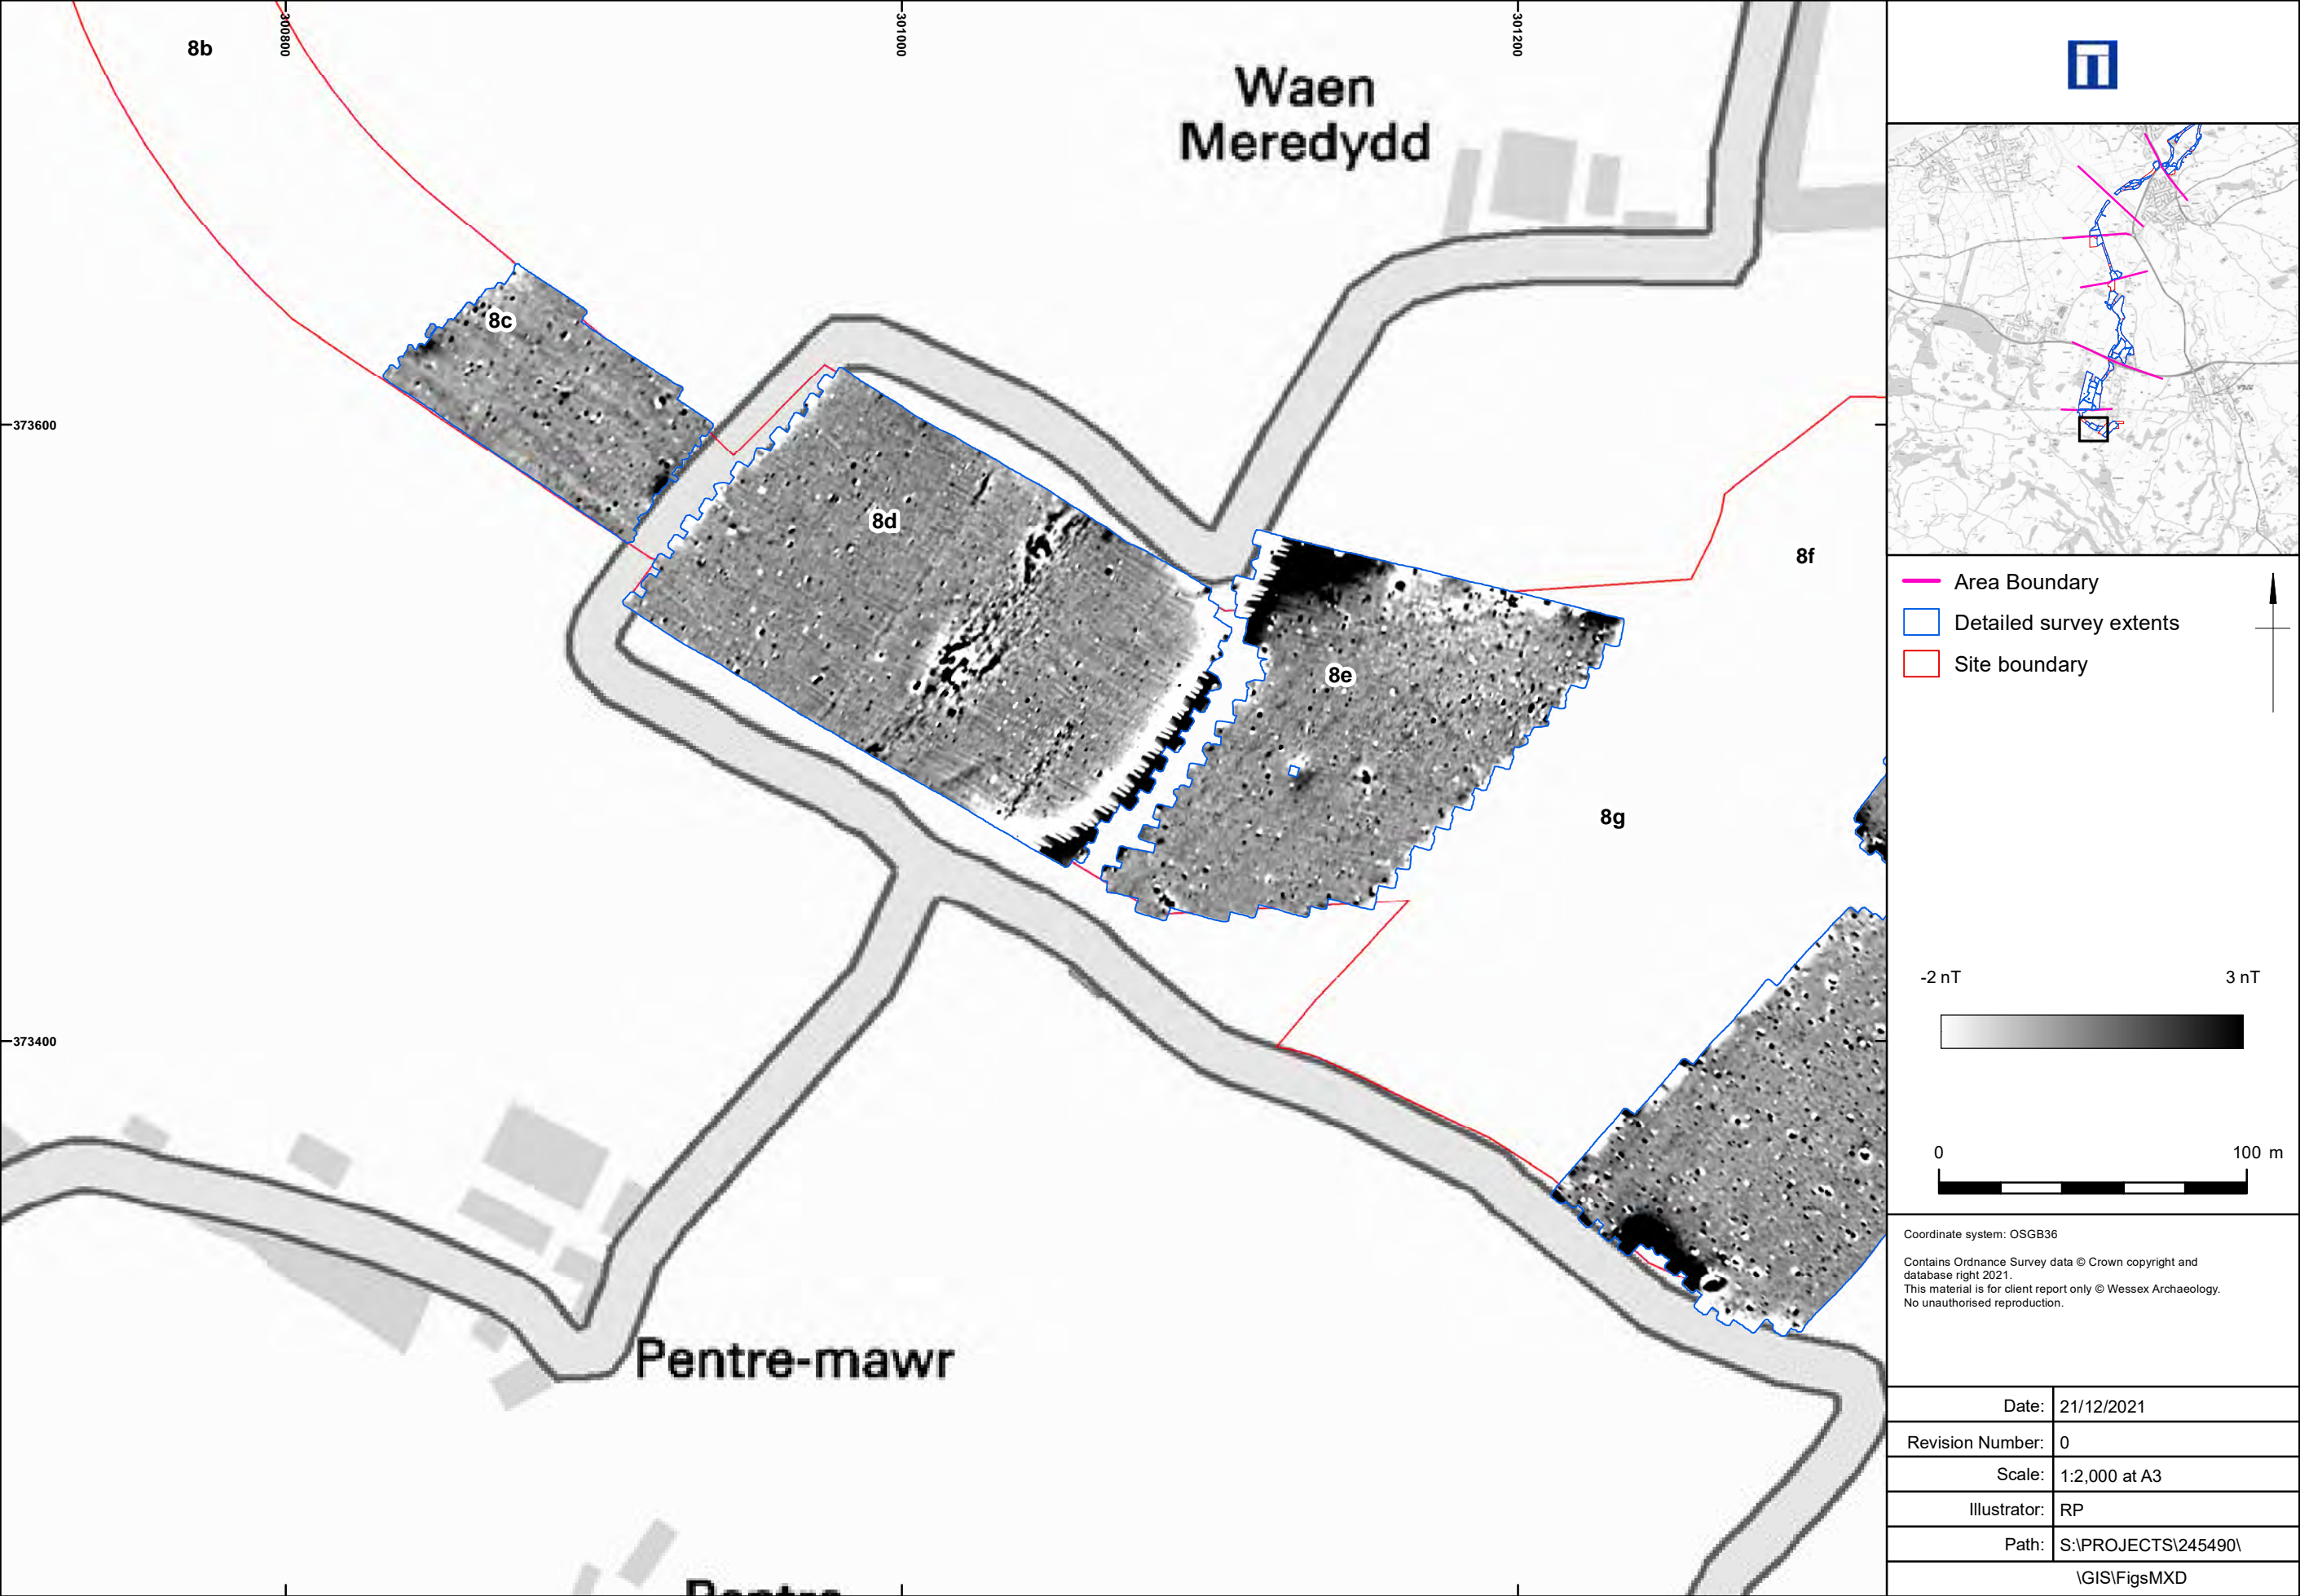 8b
300800
301000
301200
Waen
Meredydd
8c
373600
8d
8f
8e
8g
373400
Pentre-mawr
Area Boundary
Detailed survey extents
Site boundary
-2 nT
3 nT
0
100 m
Coordinate system: OSGB36
Contains Ordnance Survey data © Crown copyright and
database right 2021.
This material is for client report only © Wessex Archaeology.
No unauthorised reproduction.
Date: 21/12/2021
Revision Number: 0
Scale: 1:2,000 at A3
Illustrator: RP
Path: S:\PROJECTS\245490\
\GIS\FigsMXD